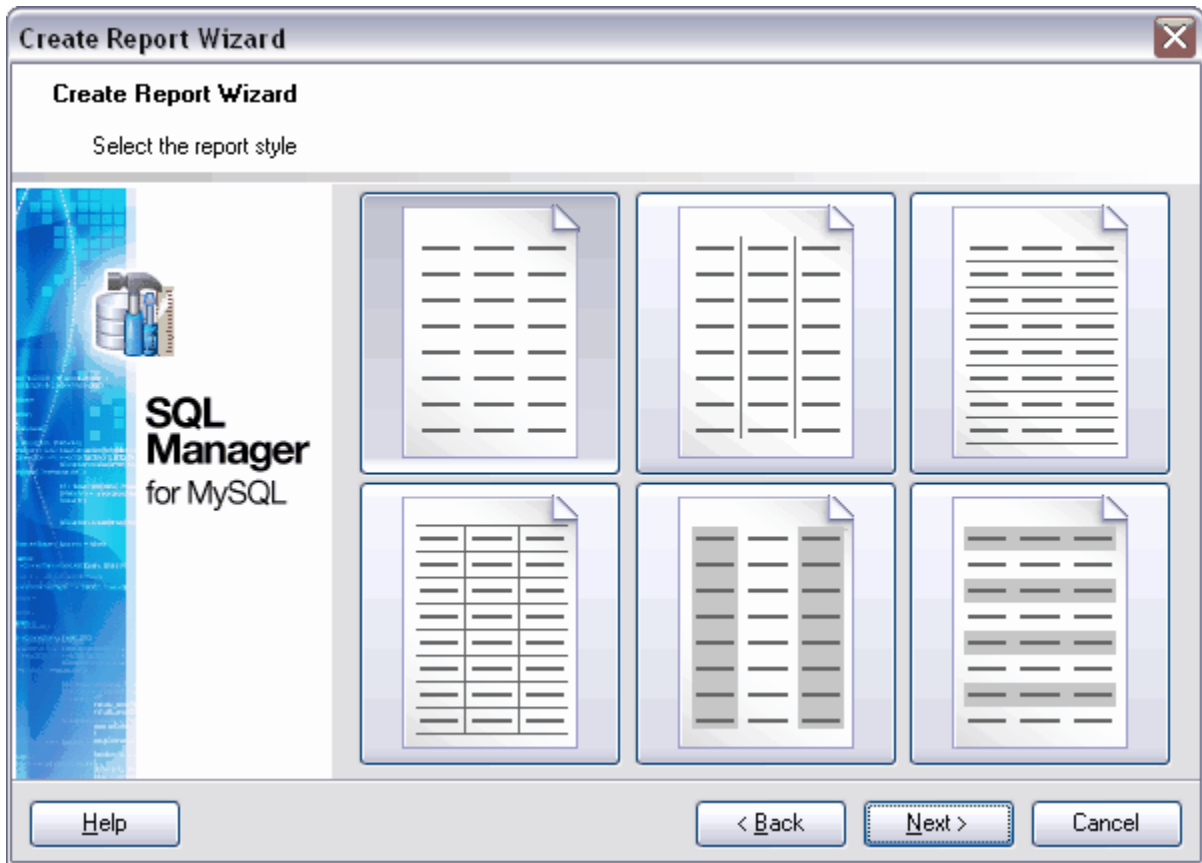 Create Report Wizard
Create Report Wizard
Select the report style
SQL
Manager
for MySQL
Help
< Back
Next >
Cancel